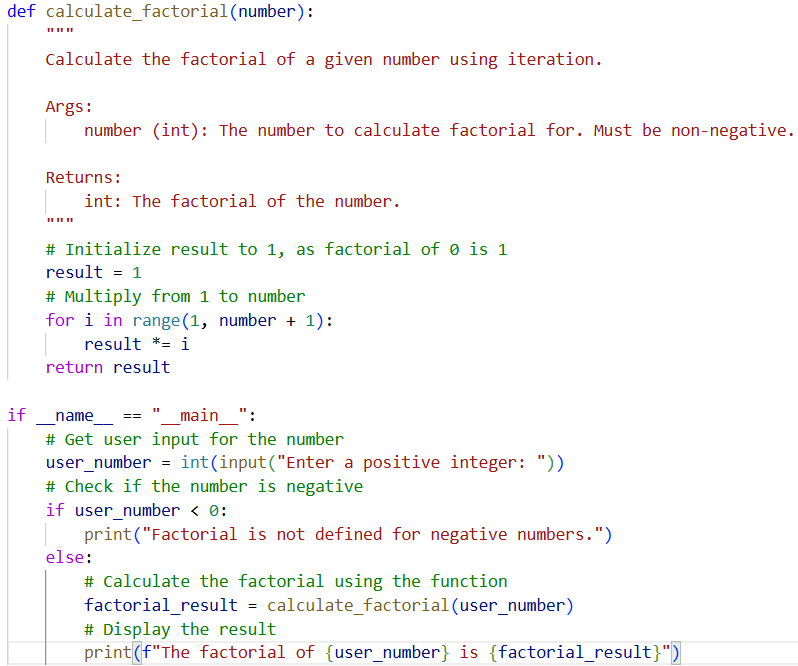 def calculate_factorial(number):
    """
    Calculate the factorial of a given number using iteration.

    Args:
        number (int): The number to calculate factorial for. Must be non-negative.

    Returns:
        int: The factorial of the number.
    """
    # Initialize result to 1, as factorial of 0 is 1
    result = 1
    # Multiply from 1 to number
    for i in range(1, number + 1):
        result *= i
    return result

if __name__ == "__main__":
    # Get user input for the number
    user_number = int(input("Enter a positive integer: "))
    # Check if the number is negative
    if user_number < 0:
        print("Factorial is not defined for negative numbers.")
    else:
        # Calculate the factorial using the function
        factorial_result = calculate_factorial(user_number)
        # Display the result
        print(f"The factorial of {user_number} is {factorial_result}")